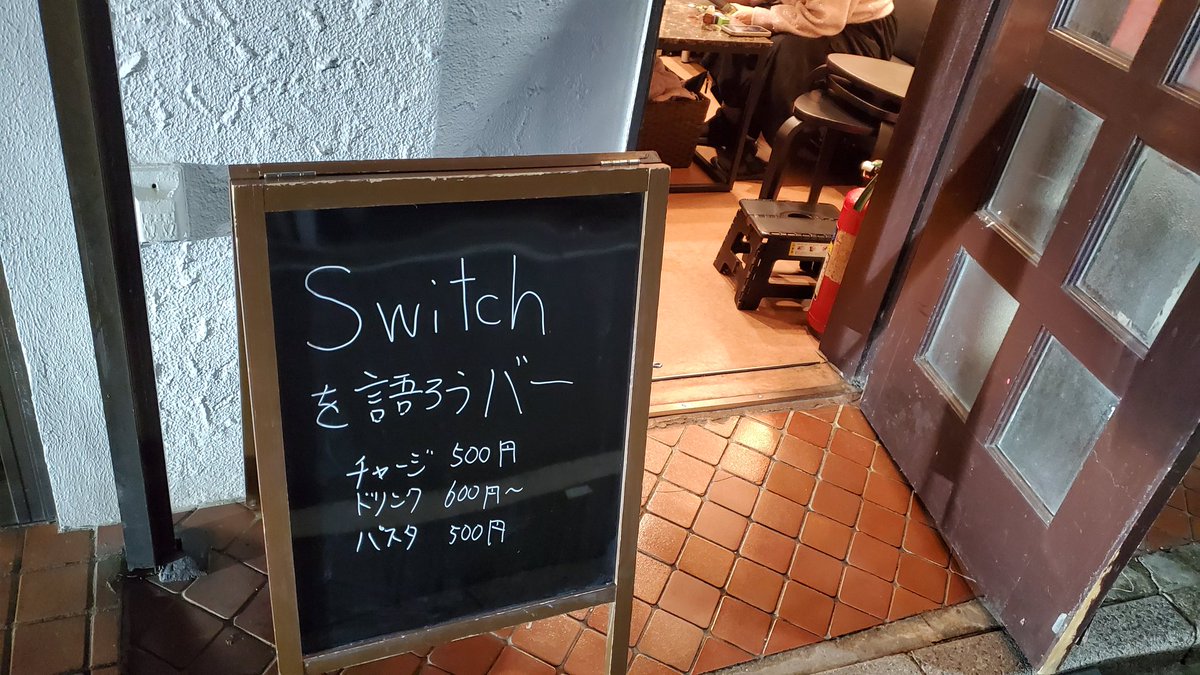 Switch
を語ろうバー
チャージ 500円
ドリンク 600円～
パスタ 500円